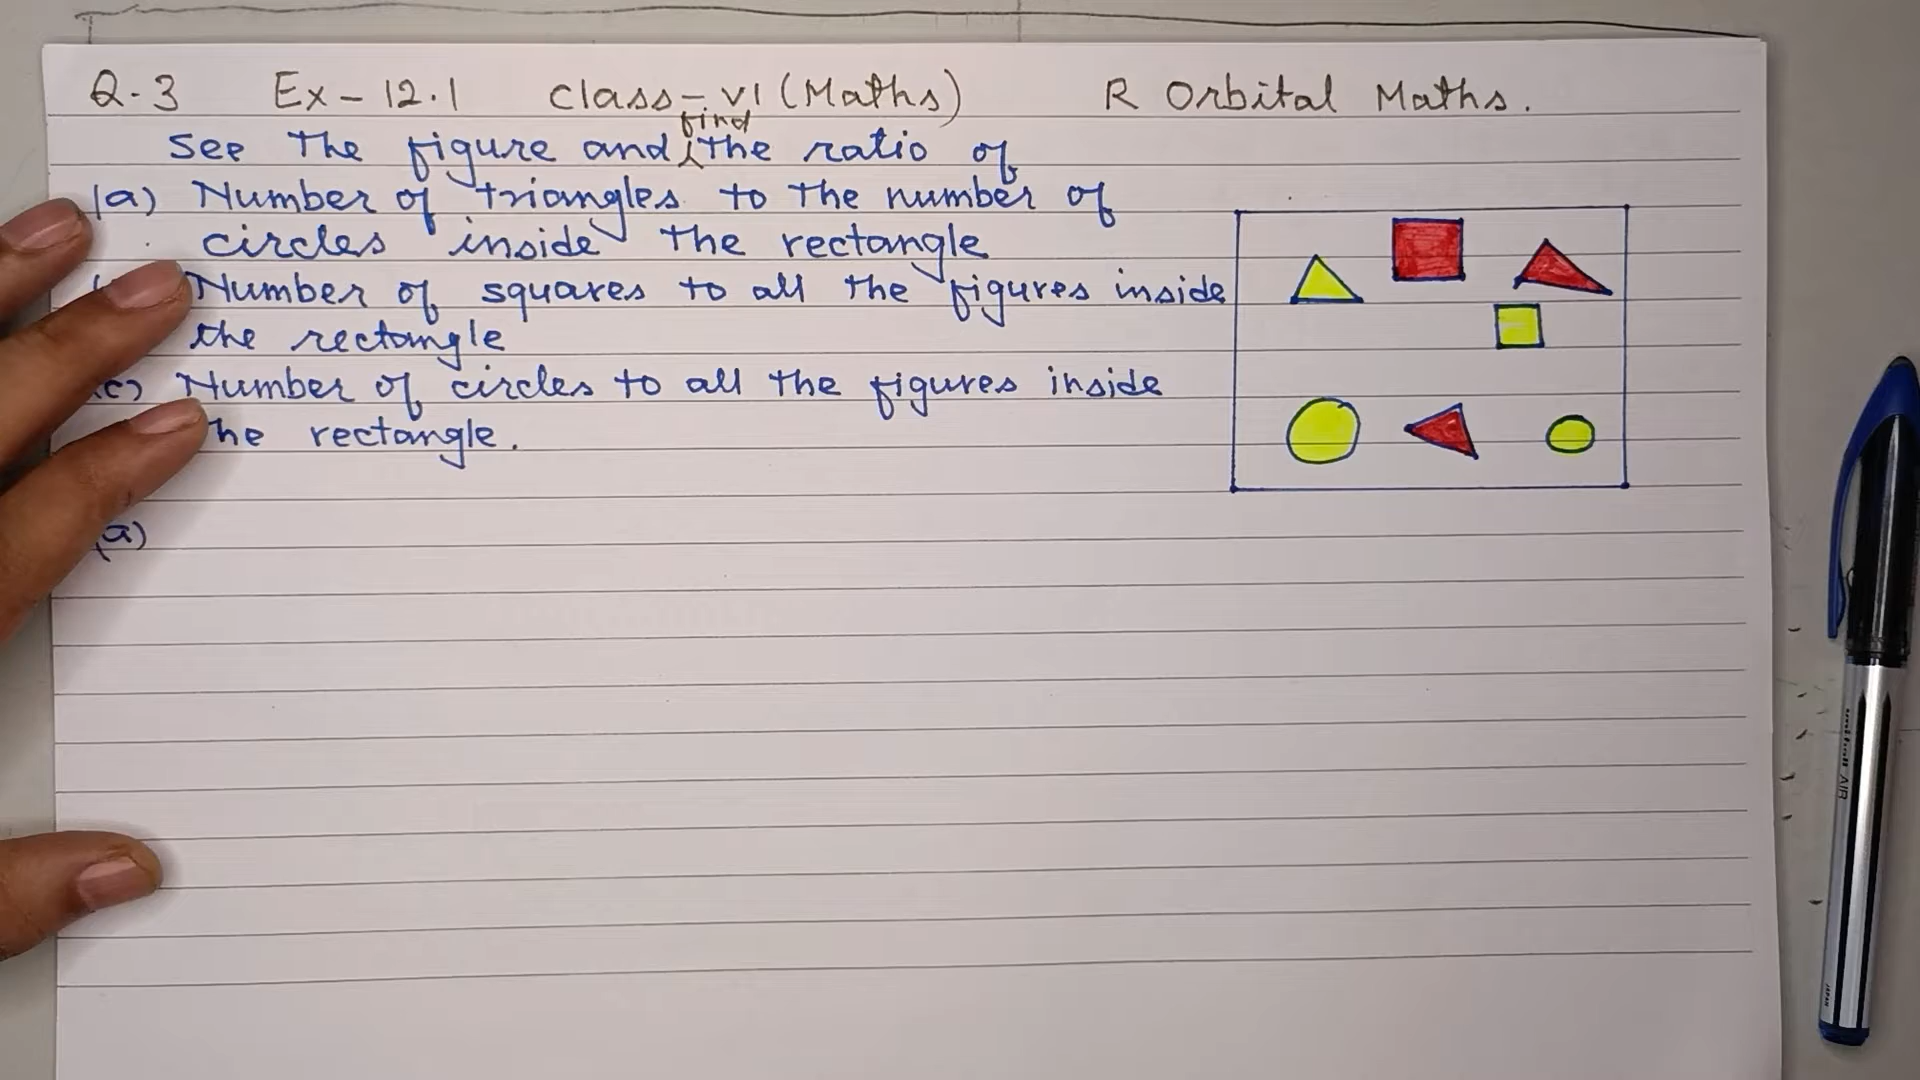 Q.3 Ex-12.1 Class-VI (Maths) R Orbital Maths.
find
See The figure and the ratio of
(a) Number of triangles to the number of
circles inside the rectangle
Number of squares to all the figures inside
the rectangle
(c) Number of circles to all the figures inside
he rectangle.
(a)